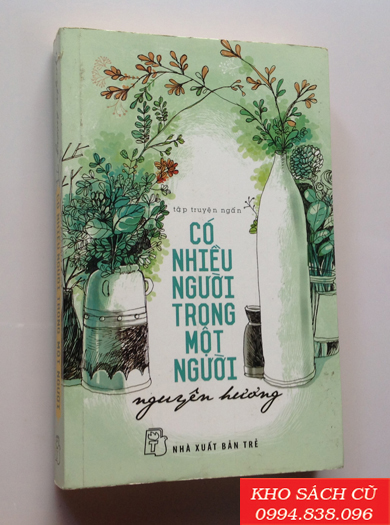 tập truyện ngắn
CÓ
NHIỀU
NGƯỜI
TRONG
MỘT
NGƯỜI
nguyên hương
NHÀ XUẤT BẢN TRẺ
KHO SÁCH CŨ
0994.838.096